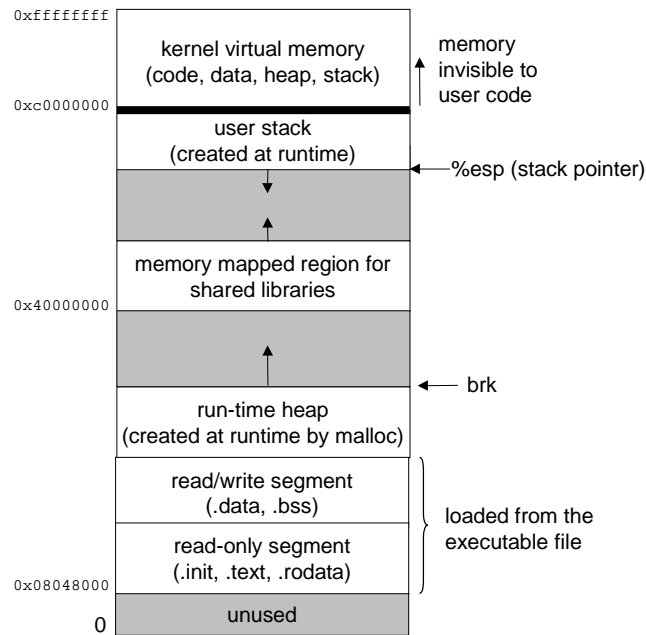 0xffffffff
kernel virtual memory
(code, data, heap, stack)
memory
invisible to
user code
0xc0000000
user stack
(created at runtime)
%esp (stack pointer)
memory mapped region for
shared libraries
0x40000000
brk
run-time heap
(created at runtime by malloc)
read/write segment
(.data, .bss)
loaded from the
executable file
read-only segment
(.init, .text, .rodata)
0x08048000
unused
0